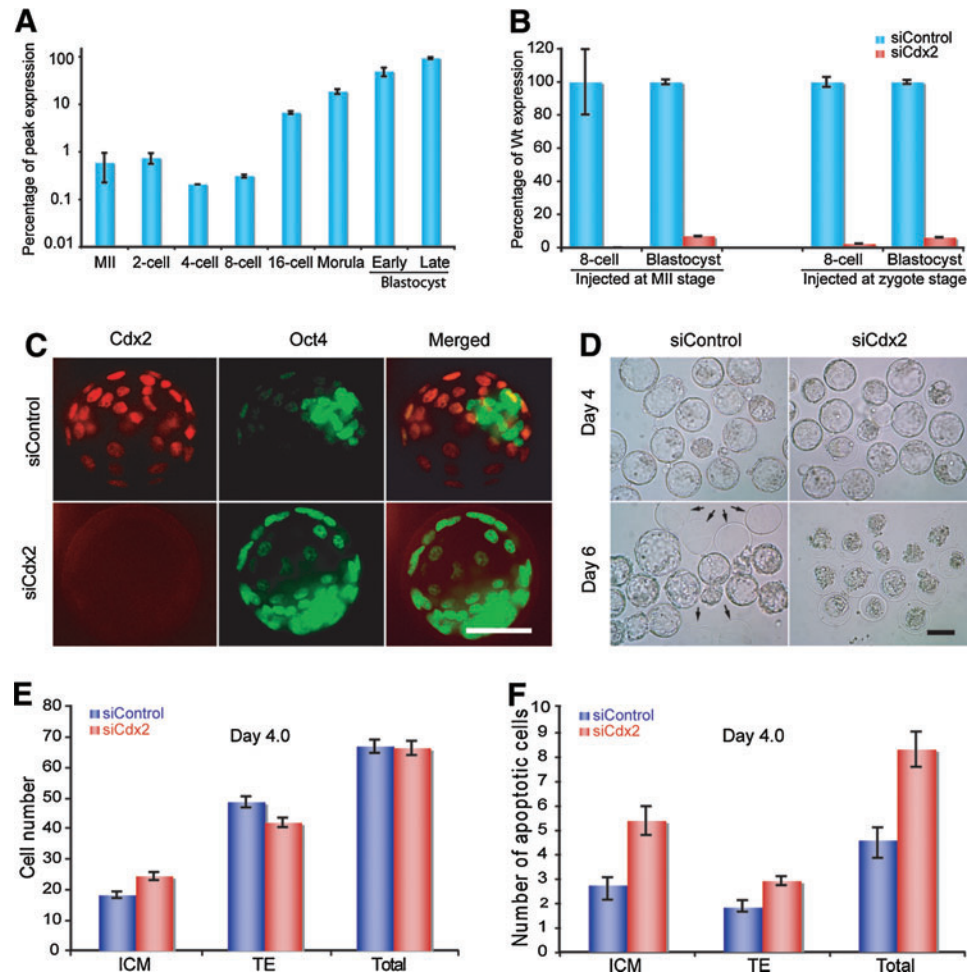 A
Percentage of peak expression
100
10
1
0.1
0.01
MII 2-cell 4-cell 8-cell 16-cell Morula Early Late
Blastocyst
B
siControl
siCdx2
Percentage of Wt expression
120
100
80
60
40
20
0
8-cell Blastocyst 8-cell Blastocyst
Injected at MII stage Injected at zygote stage
C
Cdx2 Oct4 Merged
siControl
siCdx2
D
siControl siCdx2
Day 4
Day 6
E
siControl
siCdx2
Day 4.0
Cell number
80
70
60
50
40
30
20
10
0
ICM TE Total
F
siControl
siCdx2
Day 4.0
Number of apoptotic cells
10
9
8
7
6
5
4
3
2
1
0
ICM TE Total